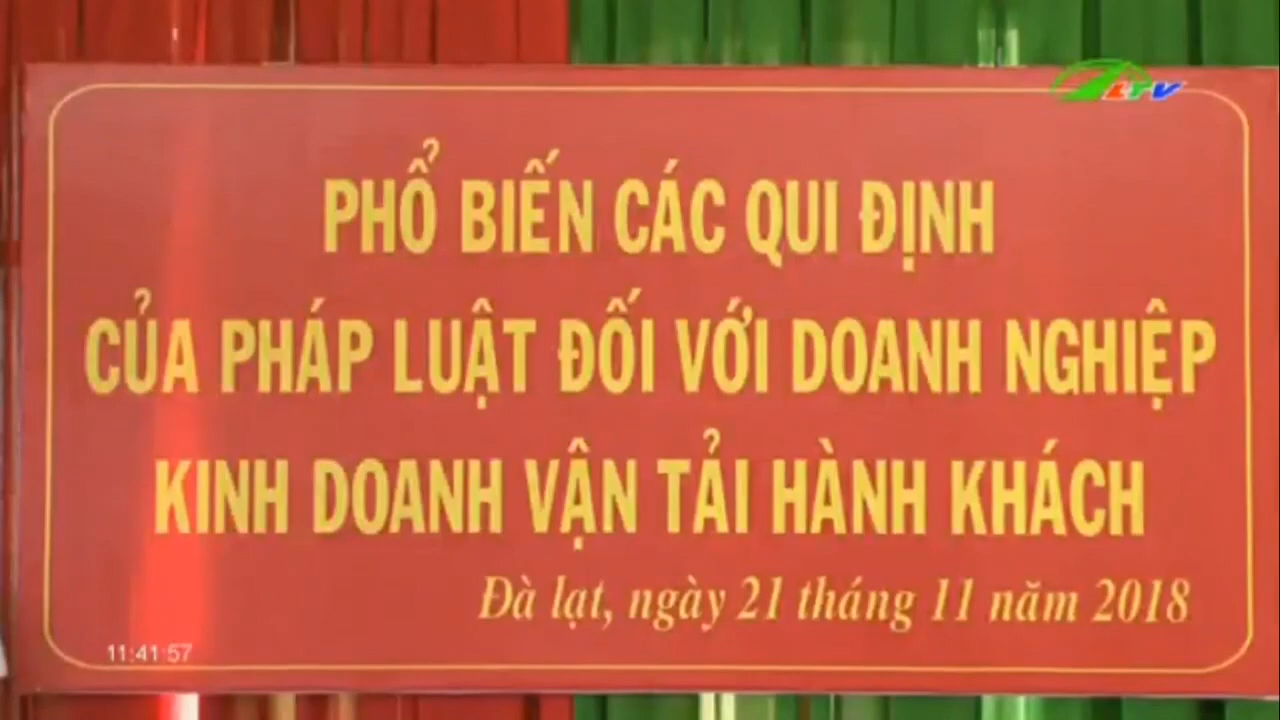 LTV
PHỔ BIẾN CÁC QUI ĐỊNH
CỦA PHÁP LUẬT ĐỐI VỚI DOANH NGHIỆP
KINH DOANH VẬN TẢI HÀNH KHÁCH
Đà lạt, ngày 21 tháng 11 năm 2018
11:41:57